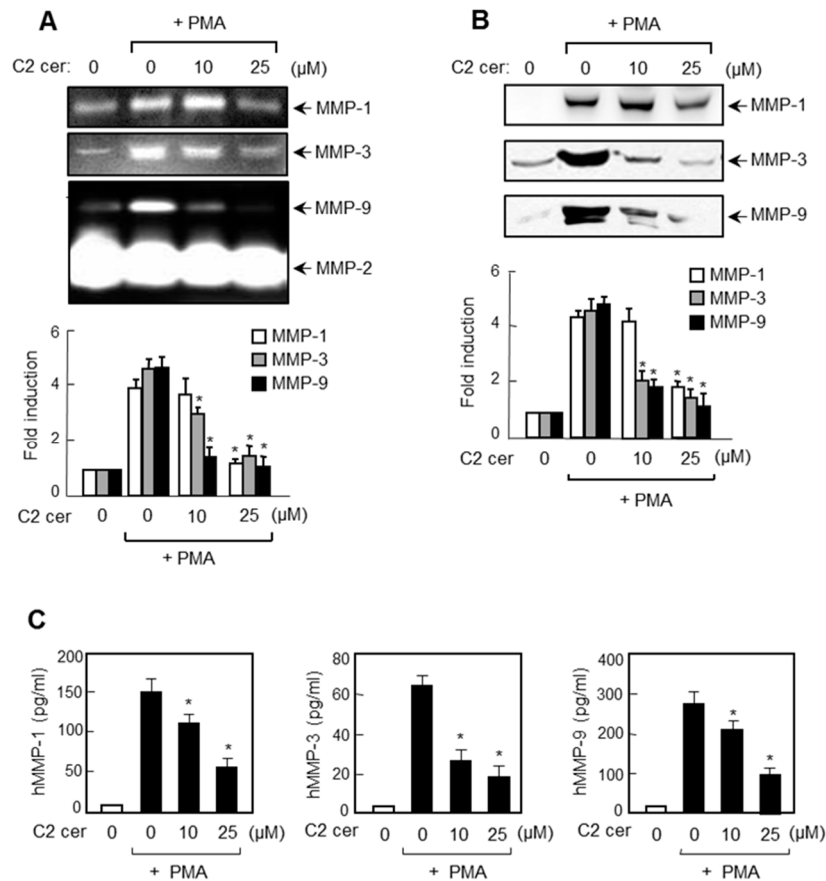 A
+ PMA
C2 cer: 0 0 10 25 (µM)
MMP-1
MMP-3
MMP-9
MMP-2
6
4
2
0
Fold induction
MMP-1
MMP-3
MMP-9
* * * * *
C2 cer 0 0 10 25 (µM)
+ PMA
B
+ PMA
C2 cer: 0 0 10 25 (µM)
MMP-1
MMP-3
MMP-9
6
4
2
0
Fold induction
MMP-1
MMP-3
MMP-9
* * * * *
C2 cer 0 0 10 25 (µM)
+ PMA
C
200
150
100
50
0
hMMP-1 (pg/ml)
* *
C2 cer 0 0 10 25 (µM)
+ PMA
80
60
40
20
0
hMMP-3 (pg/ml)
* *
C2 cer 0 0 10 25 (µM)
+ PMA
400
300
200
100
0
hMMP-9 (pg/ml)
* *
C2 cer 0 0 10 25 (µM)
+ PMA